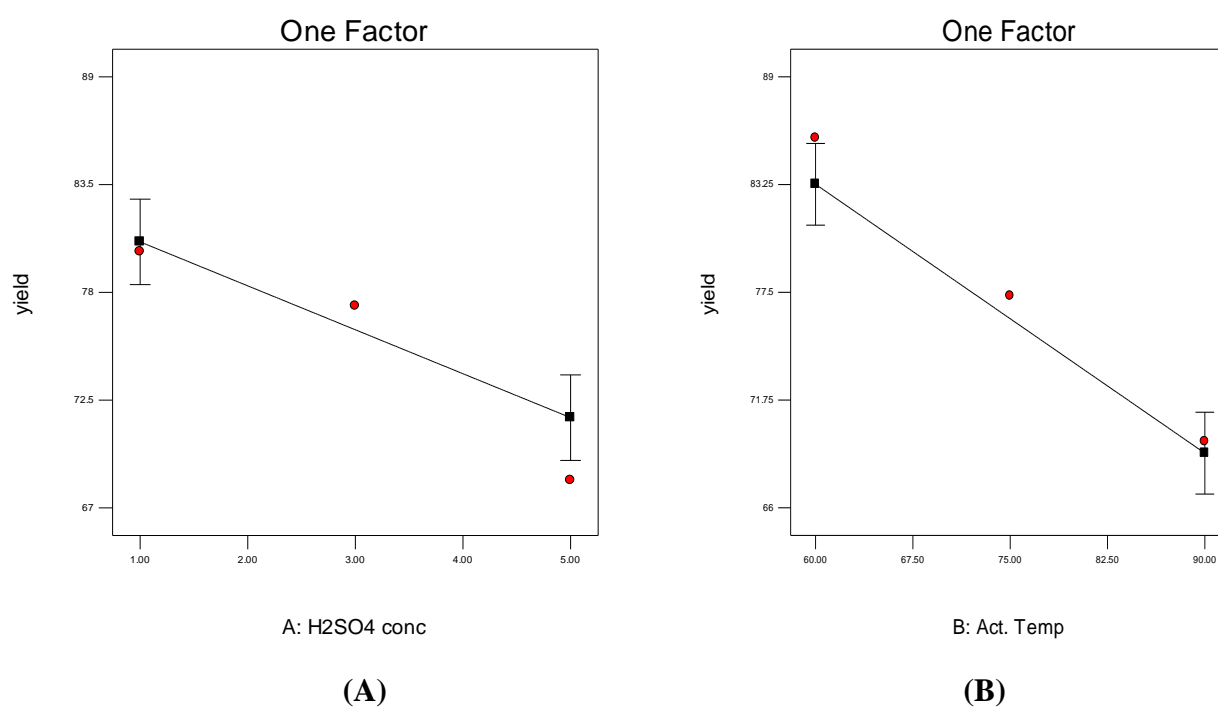 One Factor
89
83.5
78
72.5
67
yield
1.00 2.00 3.00 4.00 5.00
A: H2SO4 conc
(A)
One Factor
89
83.25
77.5
71.75
66
yield
60.00 67.50 75.00 82.50 90.00
B: Act. Temp
(B)